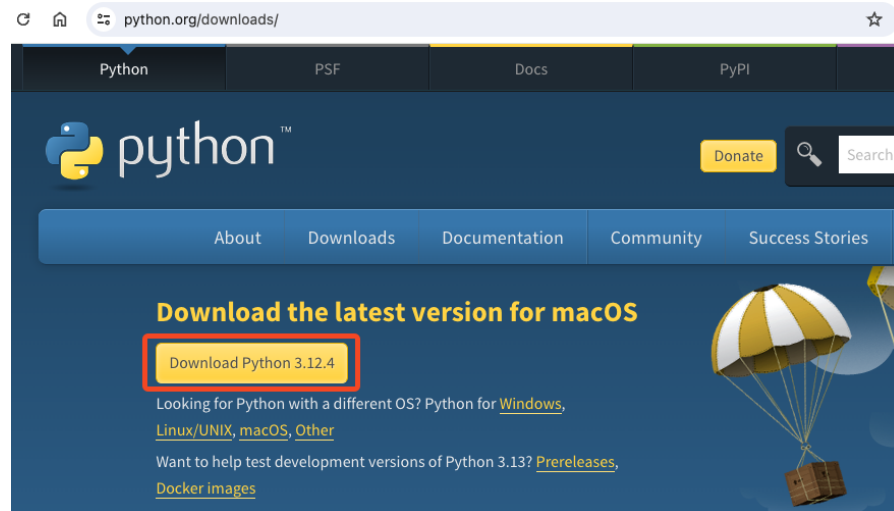 python.org/downloads/
Python PSF Docs PyPI
python™
Donate Search
About Downloads Documentation Community Success Stories
Download the latest version for macOS
Download Python 3.12.4
Looking for Python with a different OS? Python for Windows,
Linux/UNIX, macOS, Other
Want to help test development versions of Python 3.13? Prereleases,
Docker images